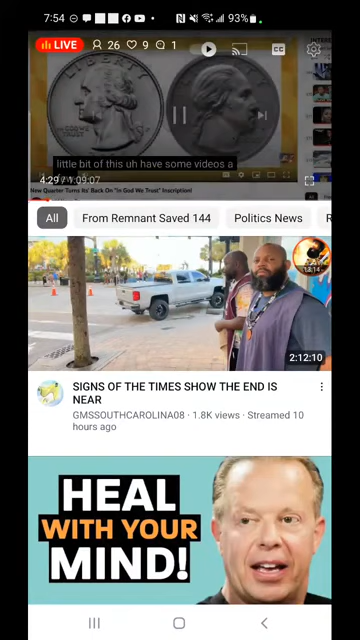 7:54
93%
LIVE 26 9 1
CC
little bit of this uh have some videos a
4:29
09:07
New Quarter Turns Its' Back On "In God We Trust" Inscription!
All From Remnant Saved 144 Politics News R
13:14
2:12:10
SIGNS OF THE TIMES SHOW THE END IS
NEAR
GMSSOUTHCAROLINA08 · 1.8K views · Streamed 10
hours ago
HEAL
WITH YOUR
MIND!